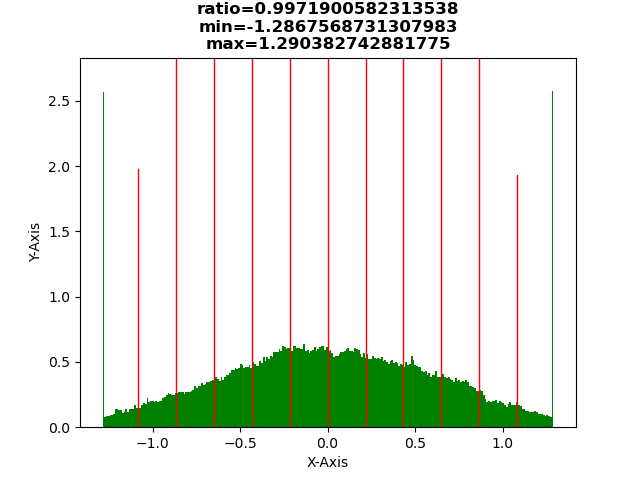 ratio=0.9971900582313538
min=-1.2867568731307983
max=1.290382742881775
2.5
2.0
1.5
1.0
0.5
0.0
Y-Axis
−1.0
−0.5
0.0
0.5
1.0
X-Axis